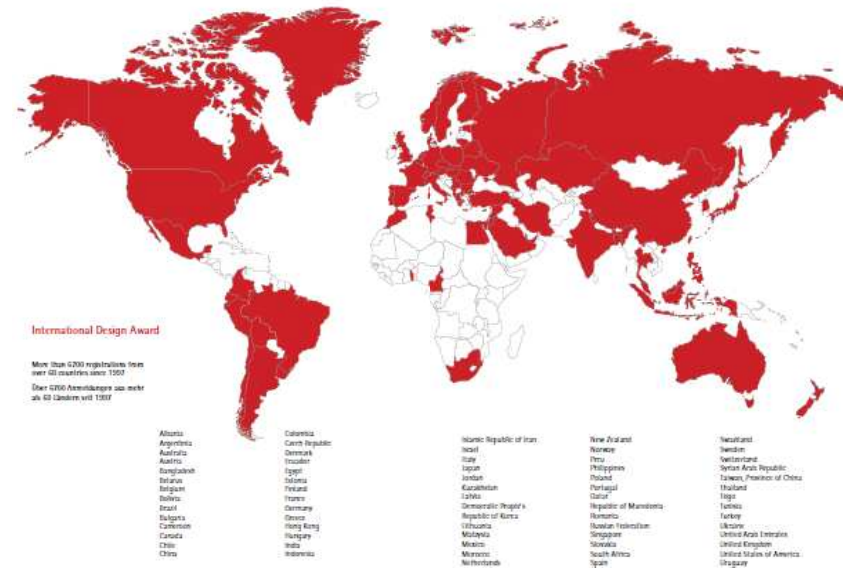 International Design Award
More than 6200 registrations from
over 60 countries since 1997
Über 6200 Anmeldungen aus mehr
als 60 Ländern seit 1997
Albania
Argentinia
Australia
Austria
Bangladesh
Belarus
Belgium
Bolivia
Brazil
Bulgaria
Cameroon
Canada
Chile
China
Colombia
Czech Republic
Denmark
Ecuador
Egypt
Estonia
Finland
France
Germany
Greece
Hong Kong
Hungary
India
Indonesia
Islamic Republic of Iran
Israel
Italy
Japan
Jordan
Kazakhstan
Latvia
Democratic People's
Republic of Korea
Lithuania
Malaysia
Mexico
Morocco
Netherlands
New Zealand
Norway
Peru
Philippines
Poland
Portugal
Qatar
Republic of Macedonia
Romania
Russian Federation
Singapore
Slovakia
South Africa
Spain
Swaziland
Sweden
Switzerland
Syrian Arab Republic
Taiwan, Province of China
Thailand
Togo
Tunisia
Turkey
Ukraine
United Arab Emirates
United Kingdom
United States of America
Uruguay